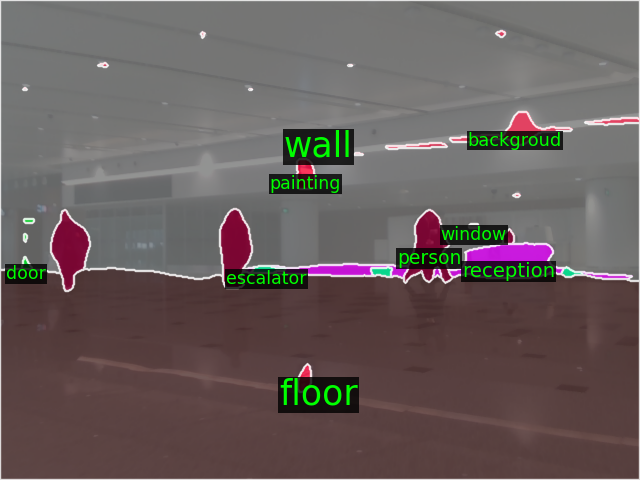 wall
backgroud
painting
window
person
door
escalator
reception
floor